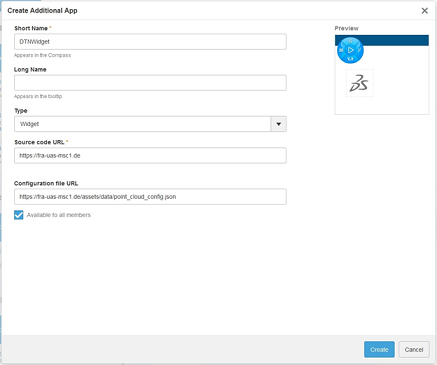 Create Additional App
Short Name *
DTNWidget
Appears in the Compass
Long Name
Appears in the tooltip
Type
Widget
Source code URL *
https://fra-uas-msc1.de
Configuration file URL
https://fra-uas-msc1.de/assets/data/point_cloud_config.json
Available to all members
Preview
Create
Cancel